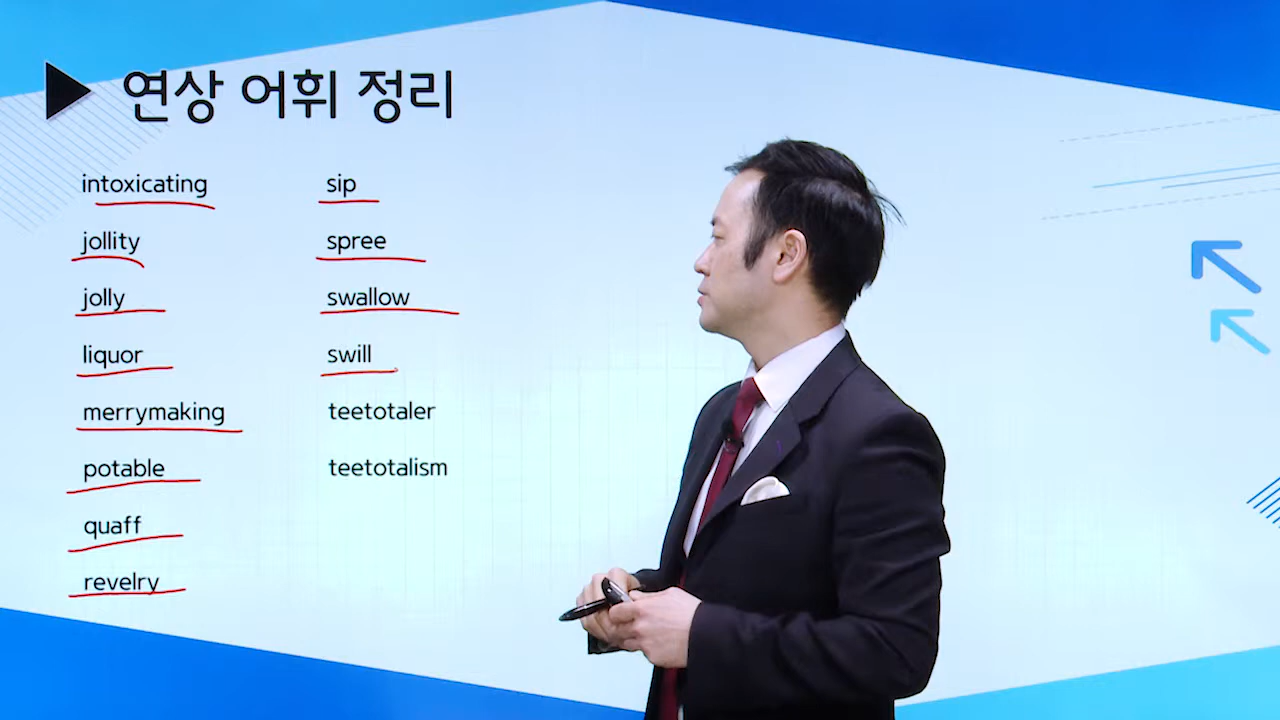 연상 어휘 정리
intoxicating
jollity
jolly
liquor
merrymaking
potable
quaff
revelry
sip
spree
swallow
swill
teetotaler
teetotalism